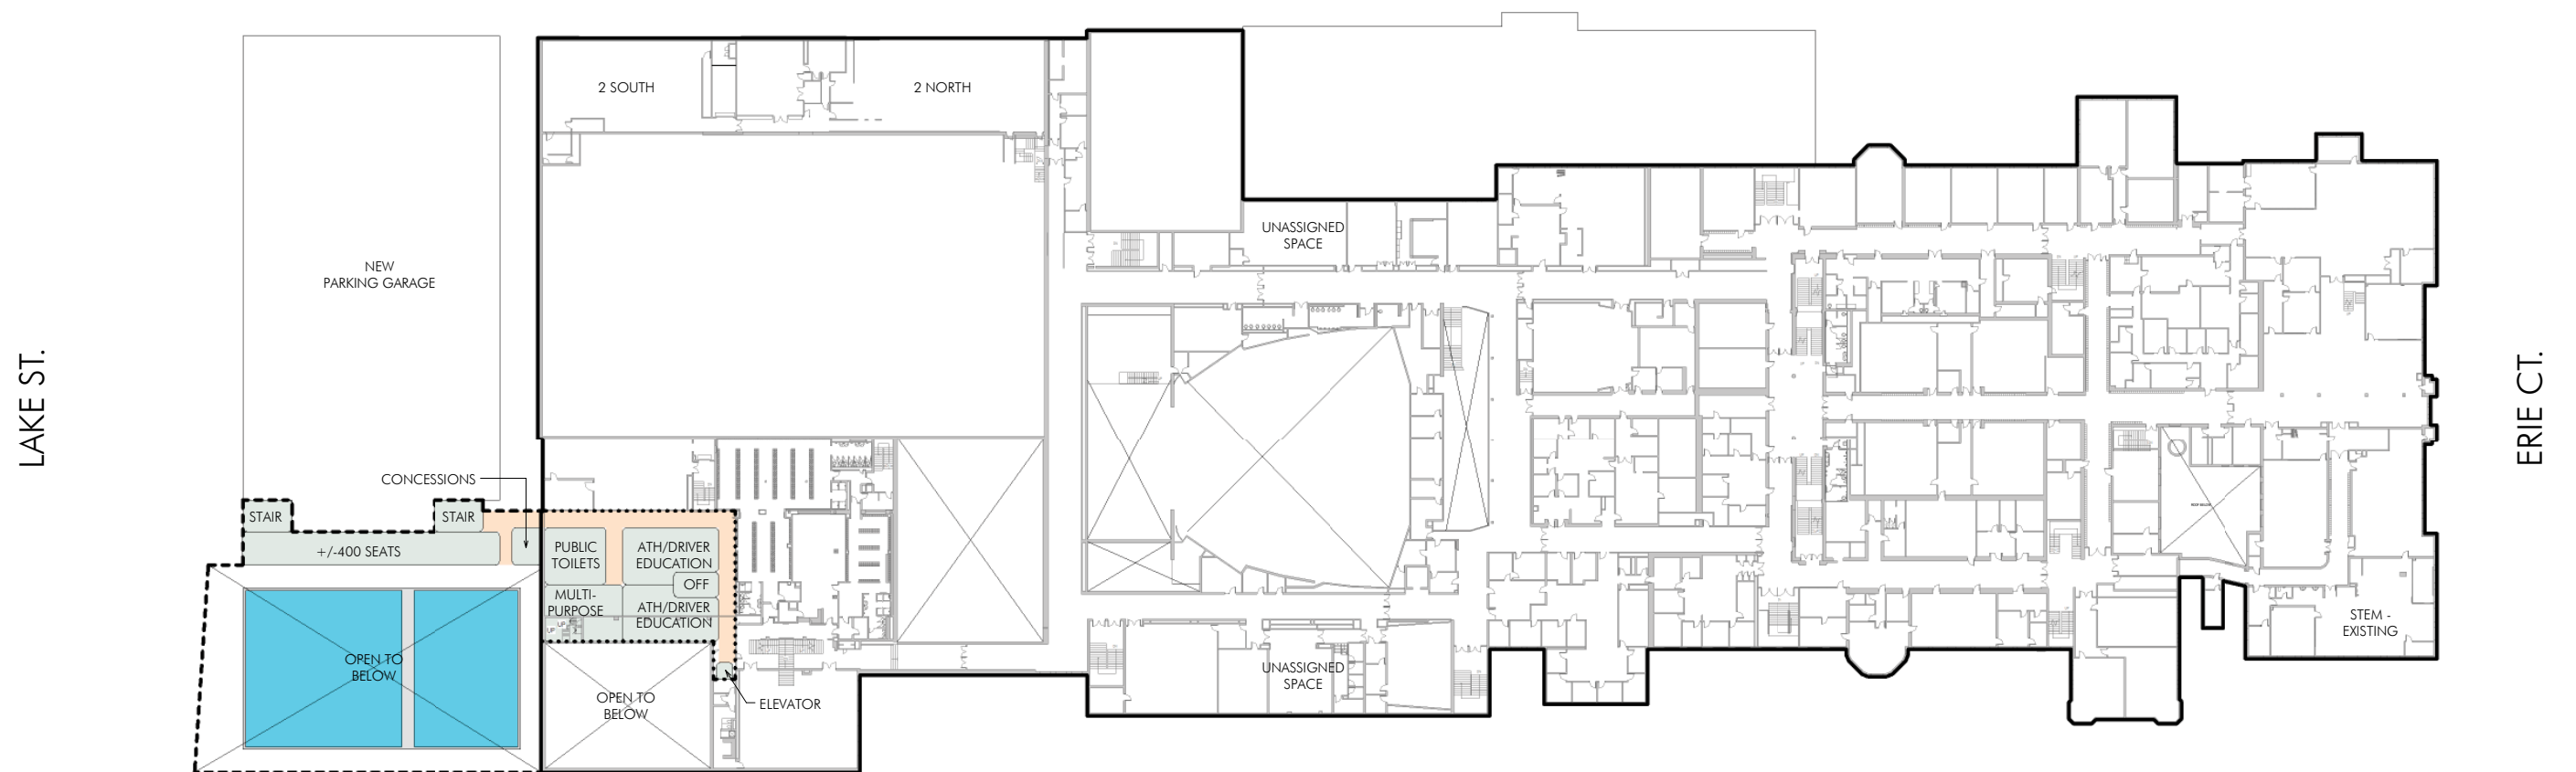 2 SOUTH
2 NORTH
UNASSIGNED
SPACE
NEW
PARKING GARAGE
LAKE ST.
ERIE CT.
CONCESSIONS
STAIR
STAIR
+/-400 SEATS
PUBLIC
TOILETS
ATH/DRIVER
EDUCATION
OFF
MULTI-
PURPOSE
ATH/DRIVER
EDUCATION
UP
UP
STEM -
EXISTING
OPEN TO
BELOW
UNASSIGNED
SPACE
OPEN TO
BELOW
ELEVATOR